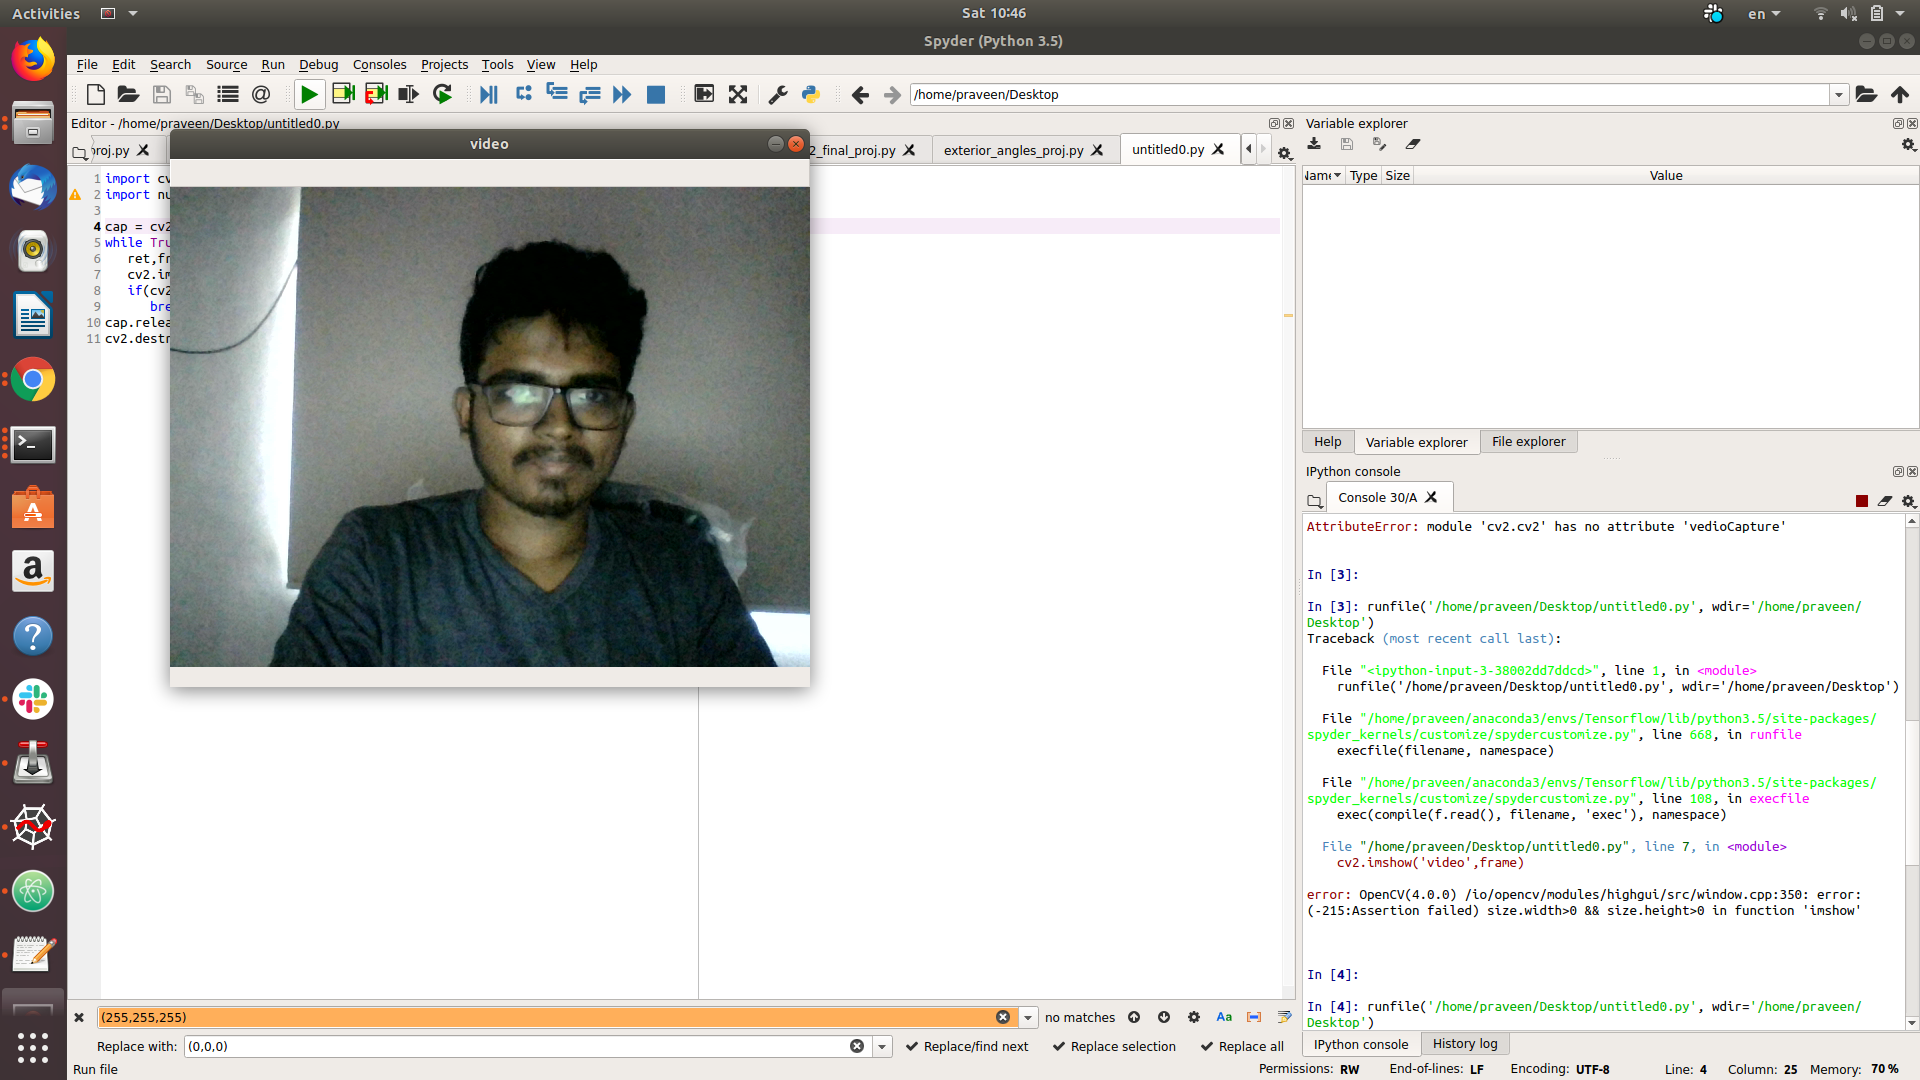 Activities
Sat 10:46
en
Spyder (Python 3.5)
File Edit Search Source Run Debug Consoles Projects Tools View Help
/home/praveen/Desktop
Editor - /home/praveen/Desktop/untitled0.py
proj.py
2_final_proj.py
exterior_angles_proj.py
untitled0.py
video
1 import cv
2 import nu
3
4 cap = cv2
5 while Tru
6 ret,fr
7 cv2.im
8 if(cv2
9 bre
10 cap.relea
11 cv2.destr
(255,255,255)
no matches
Aa
Replace with: (0,0,0)
Replace/find next
Replace selection
Replace all
Run file
Variable explorer
Name Type Size Value
Help
Variable explorer
File explorer
IPython console
Console 30/A
AttributeError: module 'cv2.cv2' has no attribute 'vedioCapture'
In [3]:
In [3]: runfile('/home/praveen/Desktop/untitled0.py', wdir='/home/praveen/
Desktop')
Traceback (most recent call last):
File "<ipython-input-3-38002dd7ddcd>", line 1, in <module>
runfile('/home/praveen/Desktop/untitled0.py', wdir='/home/praveen/Desktop')
File "/home/praveen/anaconda3/envs/Tensorflow/lib/python3.5/site-packages/
spyder_kernels/customize/spydercustomize.py", line 668, in runfile
execfile(filename, namespace)
File "/home/praveen/anaconda3/envs/Tensorflow/lib/python3.5/site-packages/
spyder_kernels/customize/spydercustomize.py", line 108, in execfile
exec(compile(f.read(), filename, 'exec'), namespace)
File "/home/praveen/Desktop/untitled0.py", line 7, in <module>
cv2.imshow('video',frame)
error: OpenCV(4.0.0) /io/opencv/modules/highgui/src/window.cpp:350: error:
(-215:Assertion failed) size.width>0 && size.height>0 in function 'imshow'
In [4]:
In [4]: runfile('/home/praveen/Desktop/untitled0.py', wdir='/home/praveen/
Desktop')
IPython console
History log
Permissions: RW End-of-lines: LF Encoding: UTF-8 Line: 4 Column: 25 Memory: 70 %